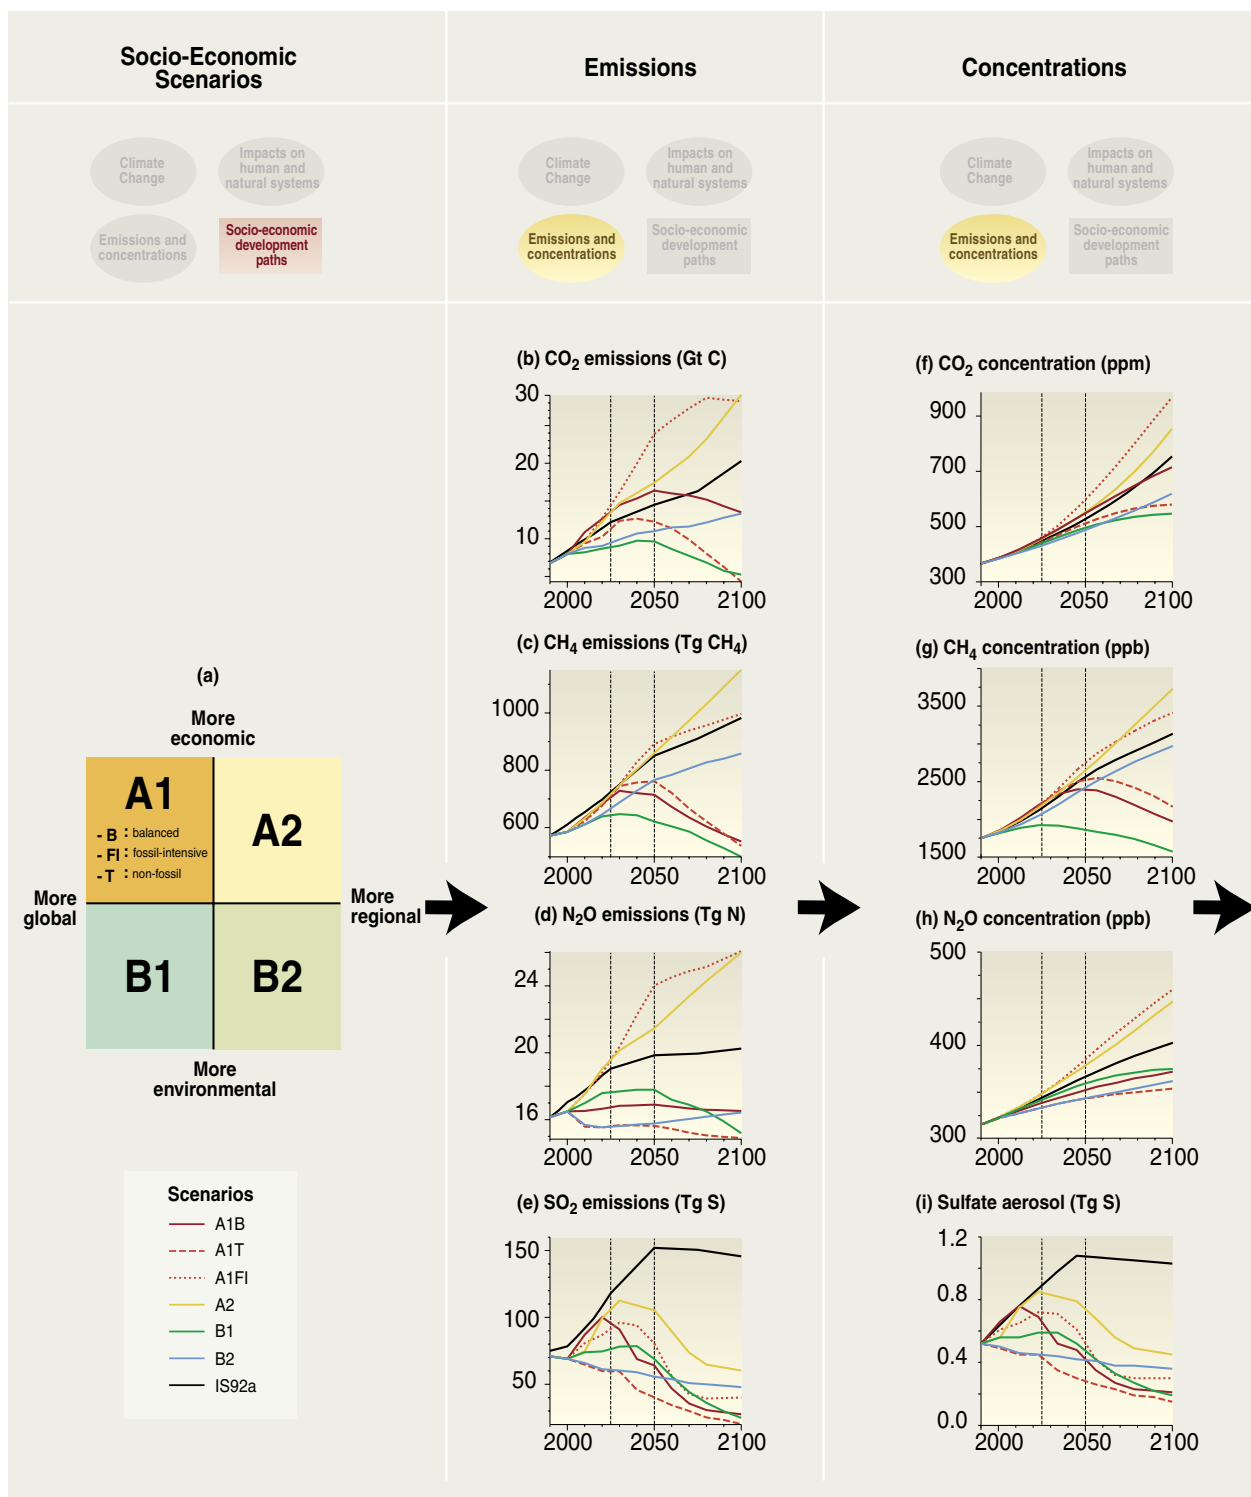 Socio-Economic
Scenarios
Emissions
Concentrations
Climate
Change
Impacts on
human and
natural systems
Emissions and
concentrations
Socio-economic
development
paths
Climate
Change
Impacts on
human and
natural systems
Emissions and
concentrations
Socio-economic
development
paths
Climate
Change
Impacts on
human and
natural systems
Emissions and
concentrations
Socio-economic
development
paths
(a)
More
economic
A1
- B : balanced
- FI : fossil-intensive
- T : non-fossil
A2
More
global
More
regional
B1
B2
More
environmental
Scenarios
A1B
A1T
A1FI
A2
B1
B2
IS92a
(b) CO2 emissions (Gt C)
30
20
10
2000 2050 2100
(c) CH4 emissions (Tg CH4)
1000
800
600
2000 2050 2100
(d) N2O emissions (Tg N)
24
20
16
2000 2050 2100
(e) SO2 emissions (Tg S)
150
100
50
2000 2050 2100
(f) CO2 concentration (ppm)
900
700
500
300
2000 2050 2100
(g) CH4 concentration (ppb)
3500
2500
1500
2000 2050 2100
(h) N2O concentration (ppb)
500
400
300
2000 2050 2100
(i) Sulfate aerosol (Tg S)
1.2
0.8
0.4
0.0
2000 2050 2100